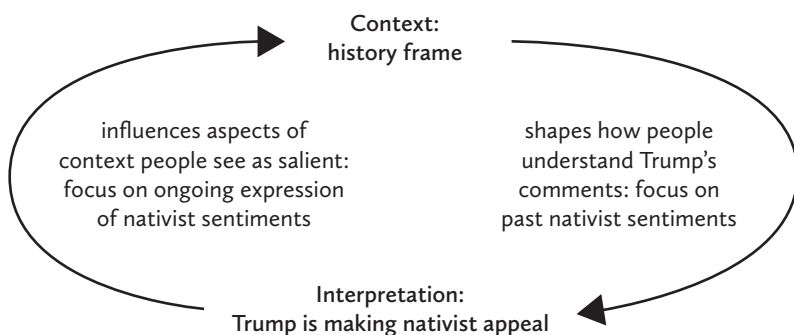 Context:
history frame
influences aspects of
context people see as salient:
focus on ongoing expression
of nativist sentiments
shapes how people
understand Trump's
comments: focus on
past nativist sentiments
Interpretation:
Trump is making nativist appeal